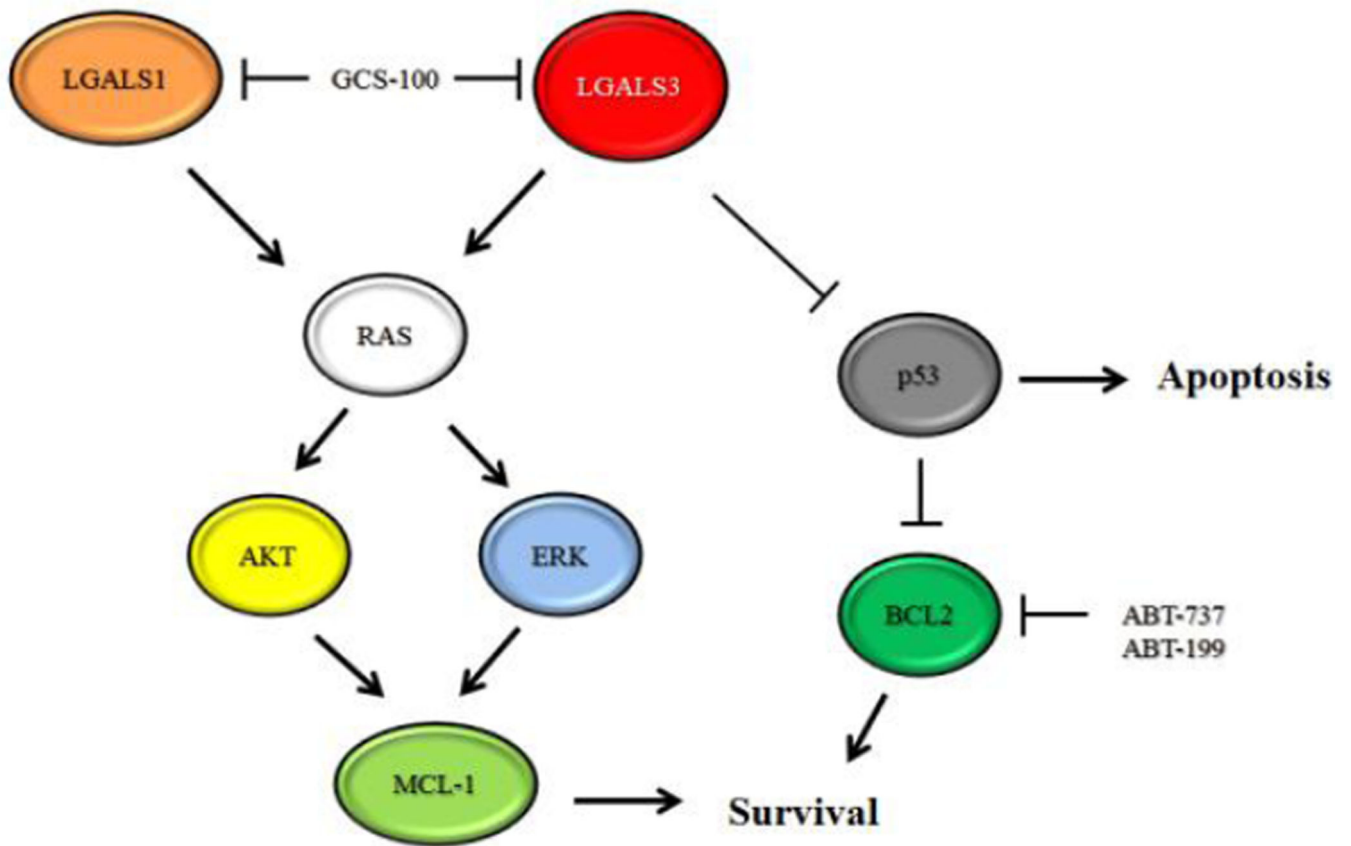 LGALS1
GCS-100
LGALS3
RAS
p53
Apoptosis
AKT
ERK
BCL2
ABT-737
ABT-199
MCL-1
Survival